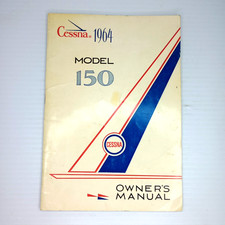 Cessna 1964
MODEL
150
CESSNA
OWNER'S
MANUAL